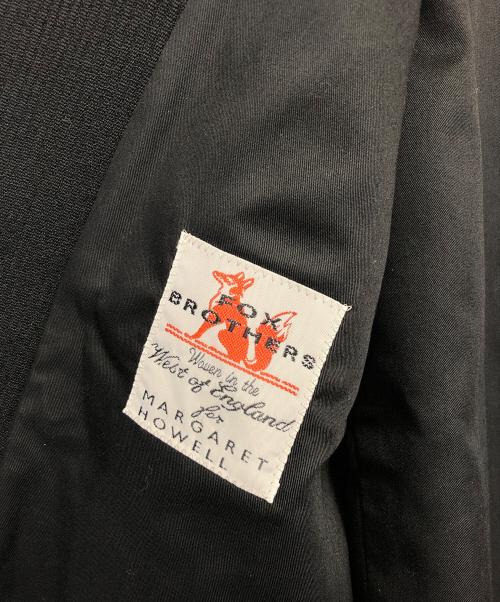 FOX
BROTHERS
Woven in the
West of England
for
MARGARET
HOWELL